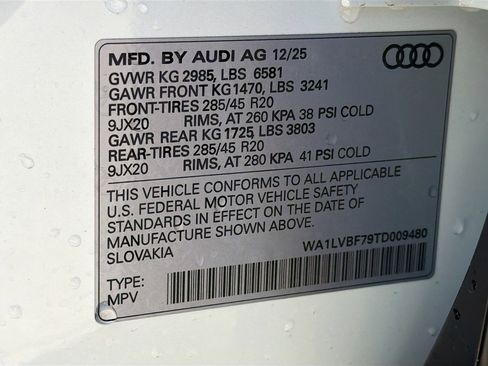 MFD. BY AUDI AG 12/25
GVWR KG 2985, LBS 6581
GAWR FRONT KG 1470, LBS 3241
FRONT-TIRES 285/45 R20
9JX20 RIMS, AT 260 KPA 38 PSI COLD
GAWR REAR KG 1725, LBS 3803
REAR-TIRES 285/45 R20
9JX20 RIMS, AT 280 KPA 41 PSI COLD
THIS VEHICLE CONFORMS TO ALL APPLICABLE
U.S. FEDERAL MOTOR VEHICLE SAFETY
STANDARDS IN EFFECT ON THE DATE OF
MANUFACTURE SHOWN ABOVE.
SLOVAKIA WA1LVBF79TD009480
TYPE:
MPV